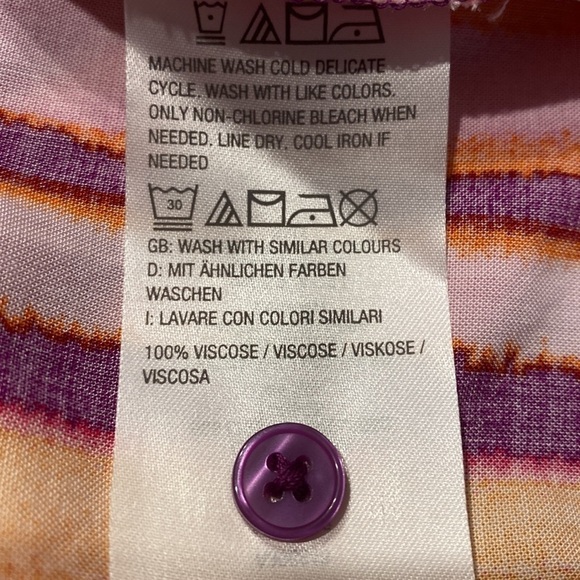 MACHINE WASH COLD DELICATE
CYCLE. WASH WITH LIKE COLORS.
ONLY NON-CHLORINE BLEACH WHEN
NEEDED. LINE DRY. COOL IRON IF
NEEDED
30
GB: WASH WITH SIMILAR COLOURS
D: MIT ÄHNLICHEN FARBEN
WASCHEN
I: LAVARE CON COLORI SIMILARI
100% VISCOSE / VISCOSE / VISKOSE /
VISCOSA